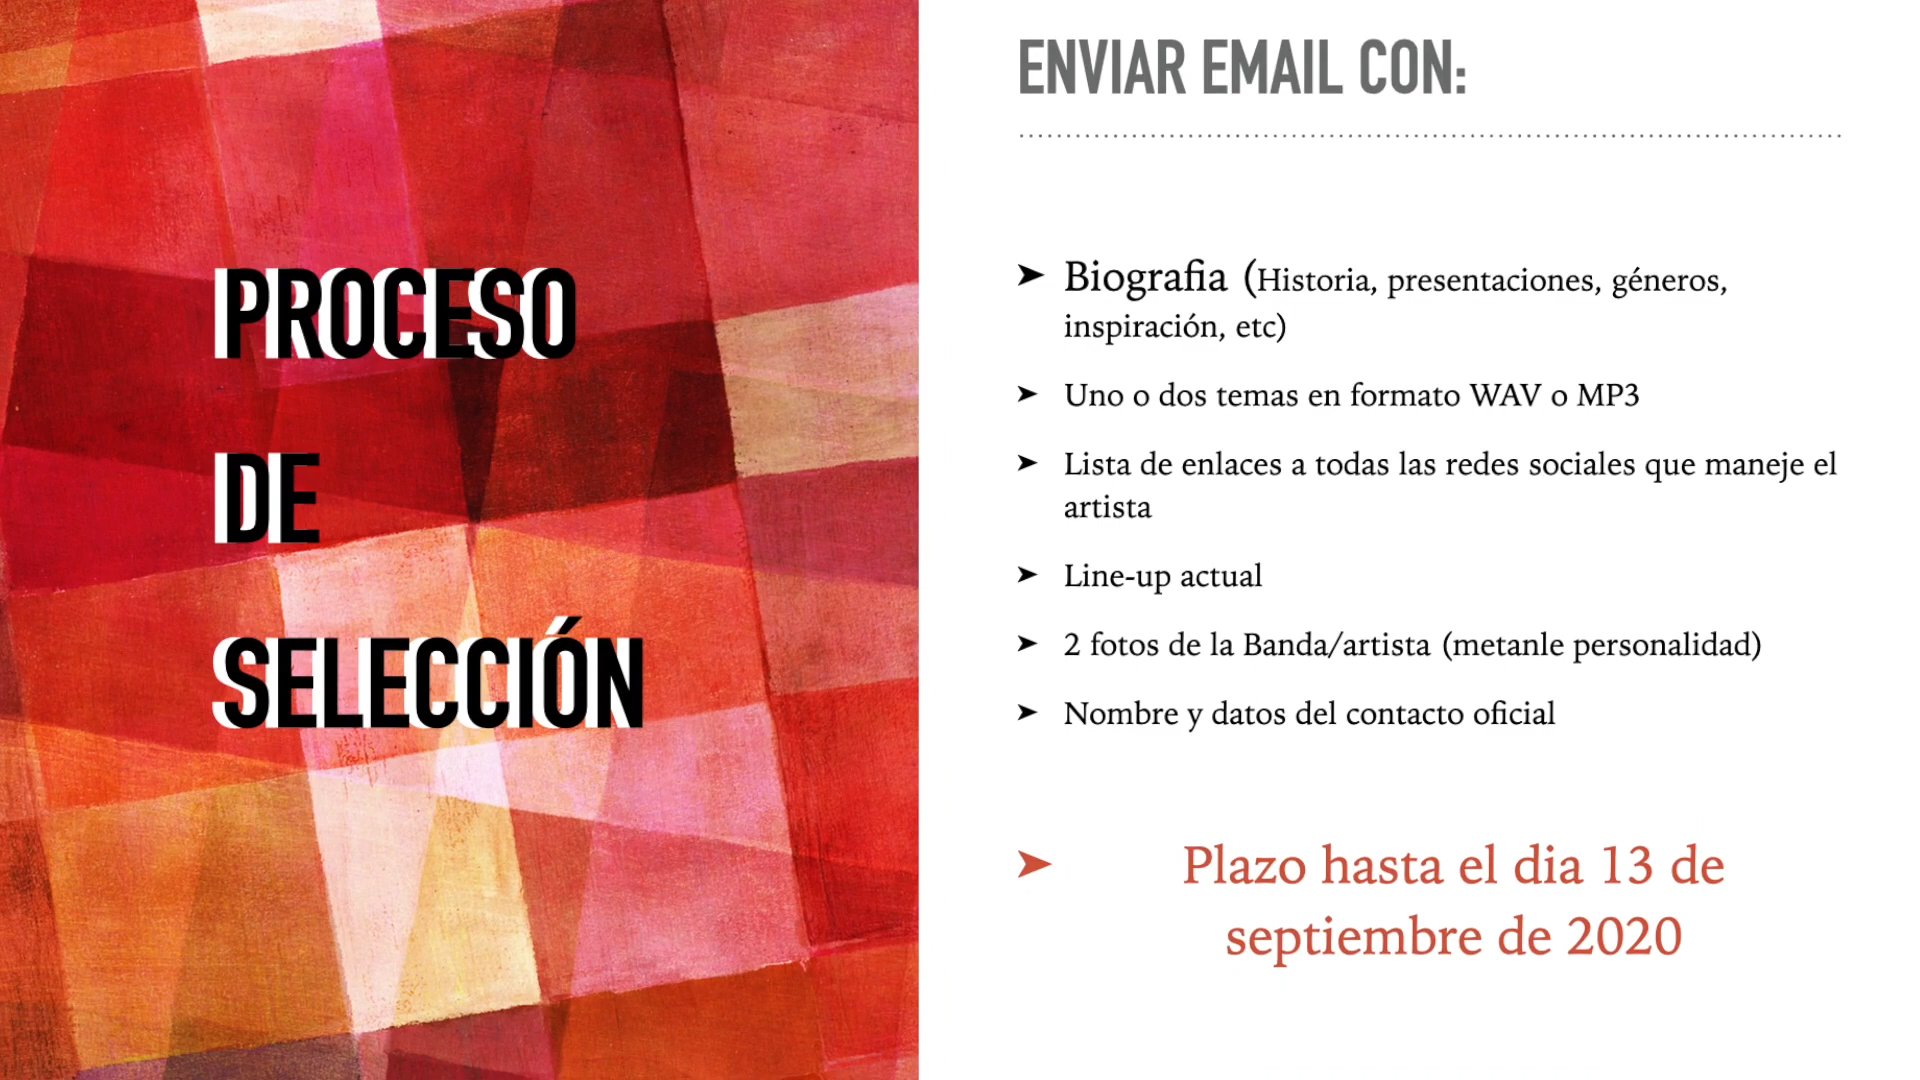 PROCESO
DE
SELECCIÓN
ENVIAR EMAIL CON:
➤ Biografia (Historia, presentaciones, géneros,
inspiración, etc)
➤ Uno o dos temas en formato WAV o MP3
➤ Lista de enlaces a todas las redes sociales que maneje el
artista
➤ Line-up actual
➤ 2 fotos de la Banda/artista (metanle personalidad)
➤ Nombre y datos del contacto oficial
➤ Plazo hasta el dia 13 de
septiembre de 2020